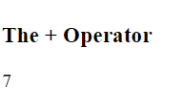 The + Operator
7